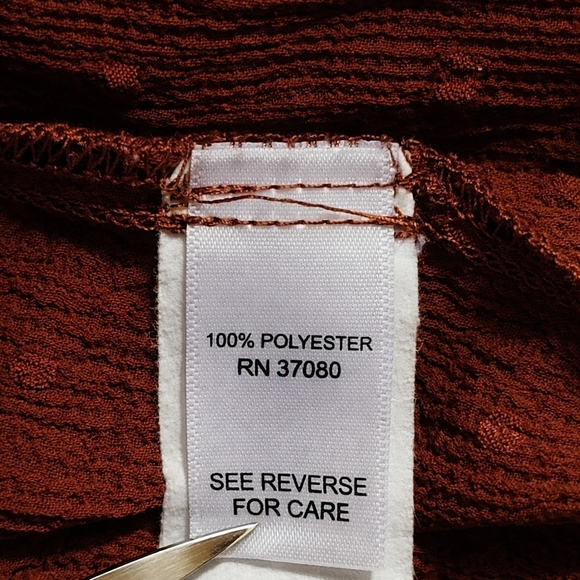 100% POLYESTER
RN 37080
SEE REVERSE
FOR CARE